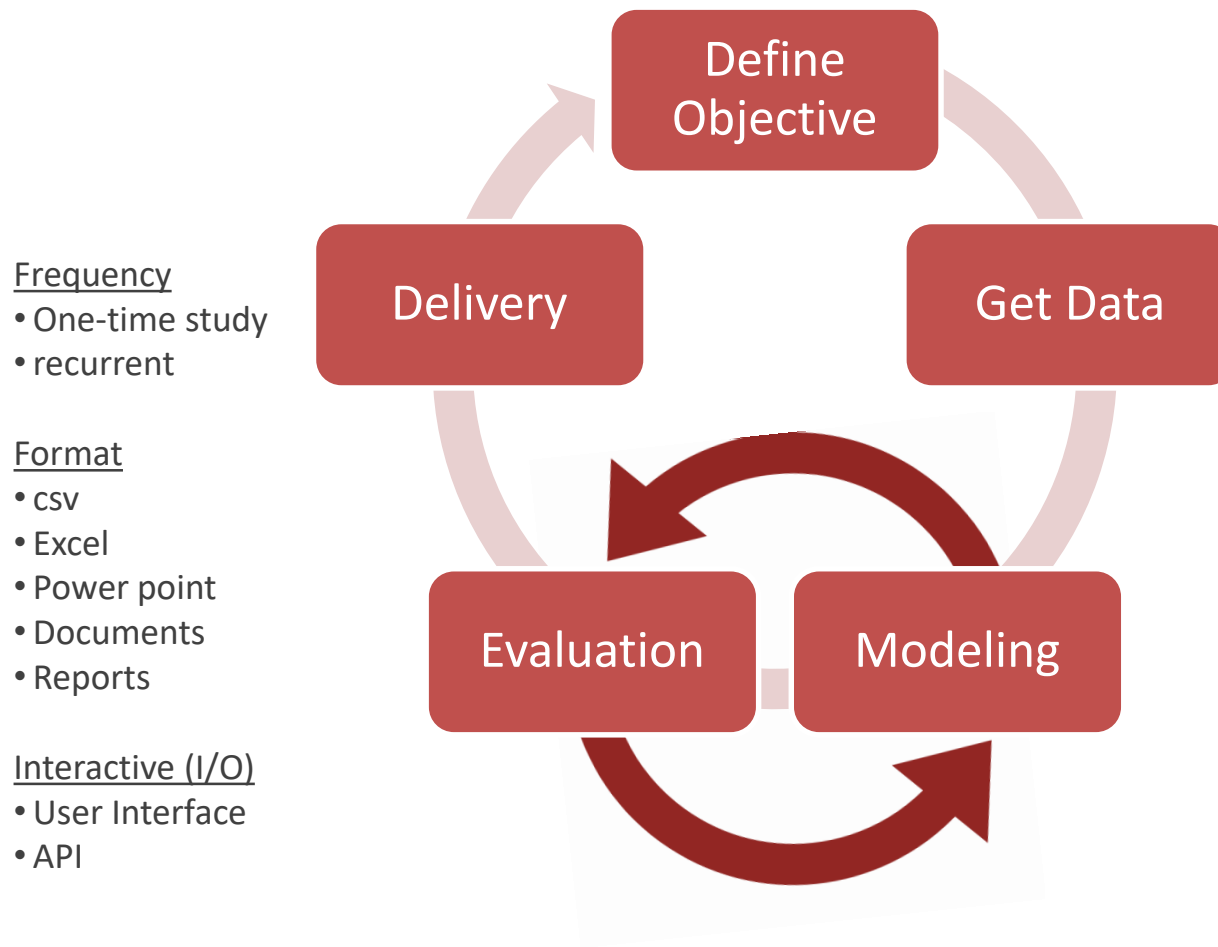 Define
Objective
Delivery
Get Data
Evaluation
Modeling
Frequency
• One-time study
• recurrent
Format
• csv
• Excel
• Power point
• Documents
• Reports
Interactive (I/O)
• User Interface
• API